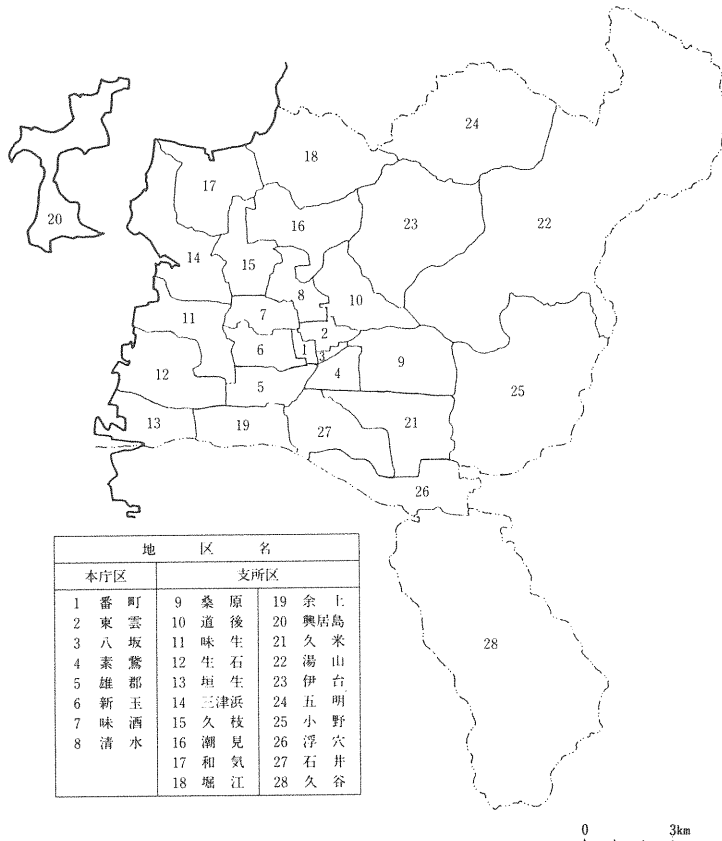 24
18
17
20
16
23
22
14
15
8
10
11
7
2
6
1
3
9
12
4
25
5
13
19
27
21
26
28
地 区 名
本庁区 支所区
1 番町 9 桑原 19 余土
2 東雲 10 道後 20 興居島
3 八坂 11 味生 21 久米
4 素鵞 12 生石 22 湯山
5 雄郡 13 垣生 23 伊台
6 新玉 14 三津浜 24 五明
7 味酒 15 久枝 25 小野
8 清水 16 潮見 26 浮穴
17 和気 27 石井
18 堀江 28 久谷
0 3km